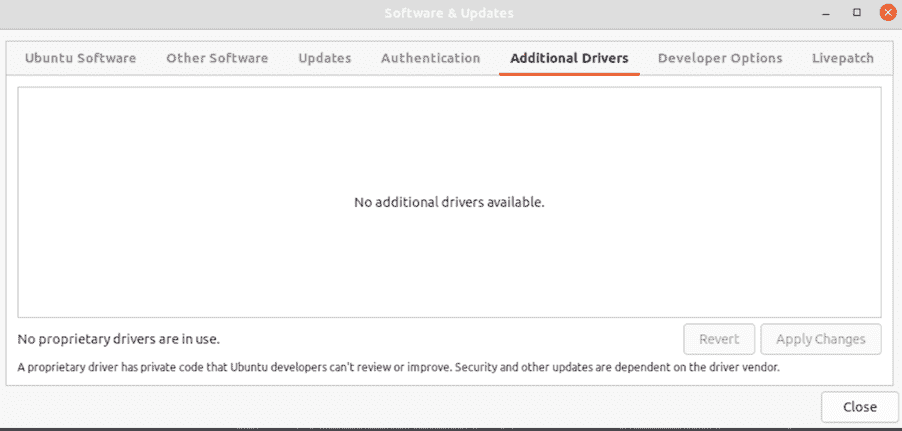 Software & Updates
Ubuntu Software Other Software Updates Authentication Additional Drivers Developer Options Livepatch
No additional drivers available.
No proprietary drivers are in use.
Revert Apply Changes
A proprietary driver has private code that Ubuntu developers can't review or improve. Security and other updates are dependent on the driver vendor.
Close